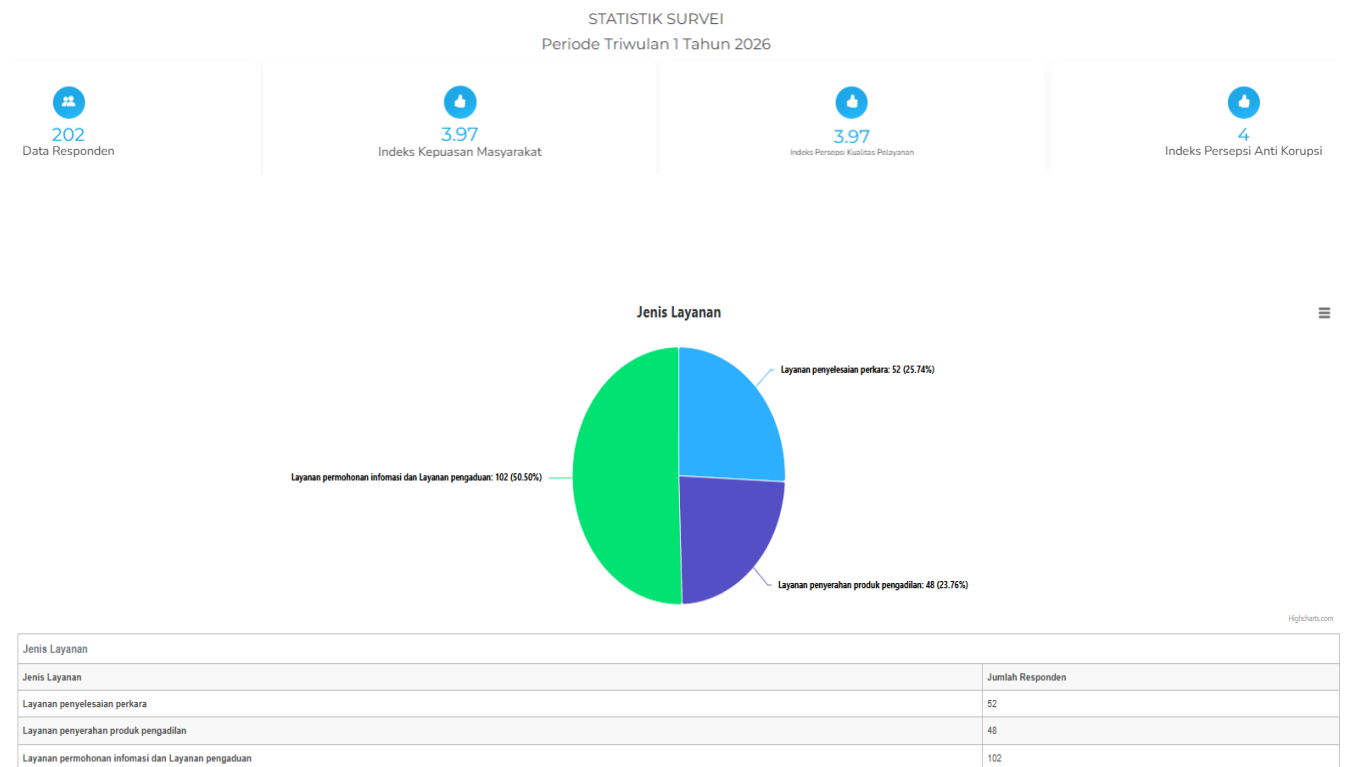 STATISTIK SURVEI
Periode Triwulan 1 Tahun 2026
202
Data Responden
3.97
Indeks Kepuasan Masyarakat
3.97
Indeks Persepsi Kualitas Pelayanan
4
Indeks Persepsi Anti Korupsi
Jenis Layanan
Layanan penyelesaian perkara: 52 (25.74%)
Layanan permohonan infomasi dan Layanan pengaduan: 102 (50.50%)
Layanan penyerahan produk pengadilan: 48 (23.76%)
Highcharts.com
Jenis Layanan
Jenis Layanan Jumlah Responden
Layanan penyelesaian perkara 52
Layanan penyerahan produk pengadilan 48
Layanan permohonan infomasi dan Layanan pengaduan 102